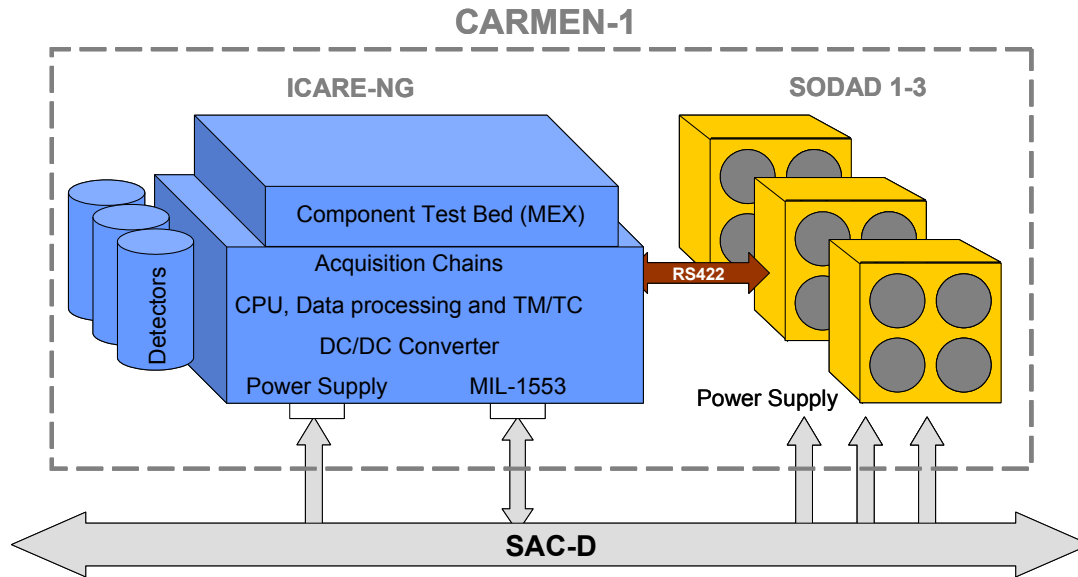 CARMEN-1
ICARE-NG
SODAD 1-3
Component Test Bed (MEX)
Acquisition Chains
CPU, Data processing and TM/TC
DC/DC Converter
Power Supply
MIL-1553
Detectors
RS422
Power Supply
SAC-D